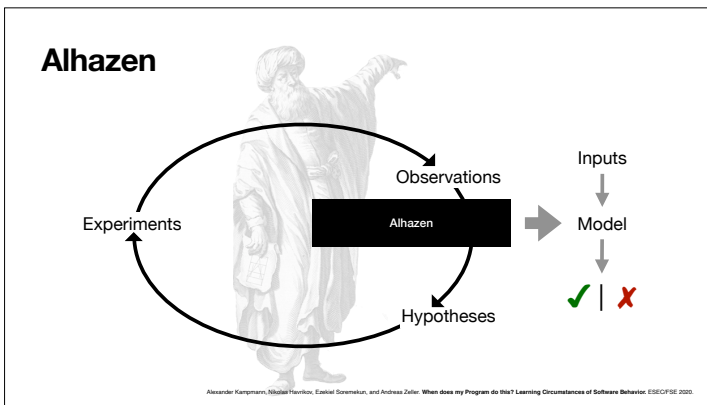 Alhazen
Observations
Inputs
Experiments
Alhazen
Model
✔ | ✘
Hypotheses
Alexander Kampmann, Nikolas Havrikov, Ezekiel Soremekun, and Andreas Zeller. When does my Program do this? Learning Circumstances of Software Behavior, ESEC/FSE 2020.